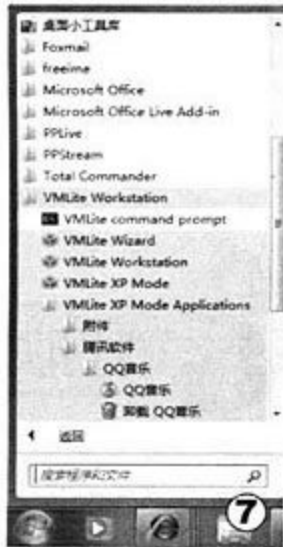 桌面小工具库
Foxmail
freeime
Microsoft Office
Microsoft Office Live Add-in
PPLive
PPStream
Total Commander
VMLite Workstation
VMLite command prompt
VMLite Wizard
VMLite Workstation
VMLite XP Mode
VMLite XP Mode Applications
附件
腾讯软件
QQ音乐
QQ音乐
卸载 QQ音乐
返回
搜索程序和文件
7